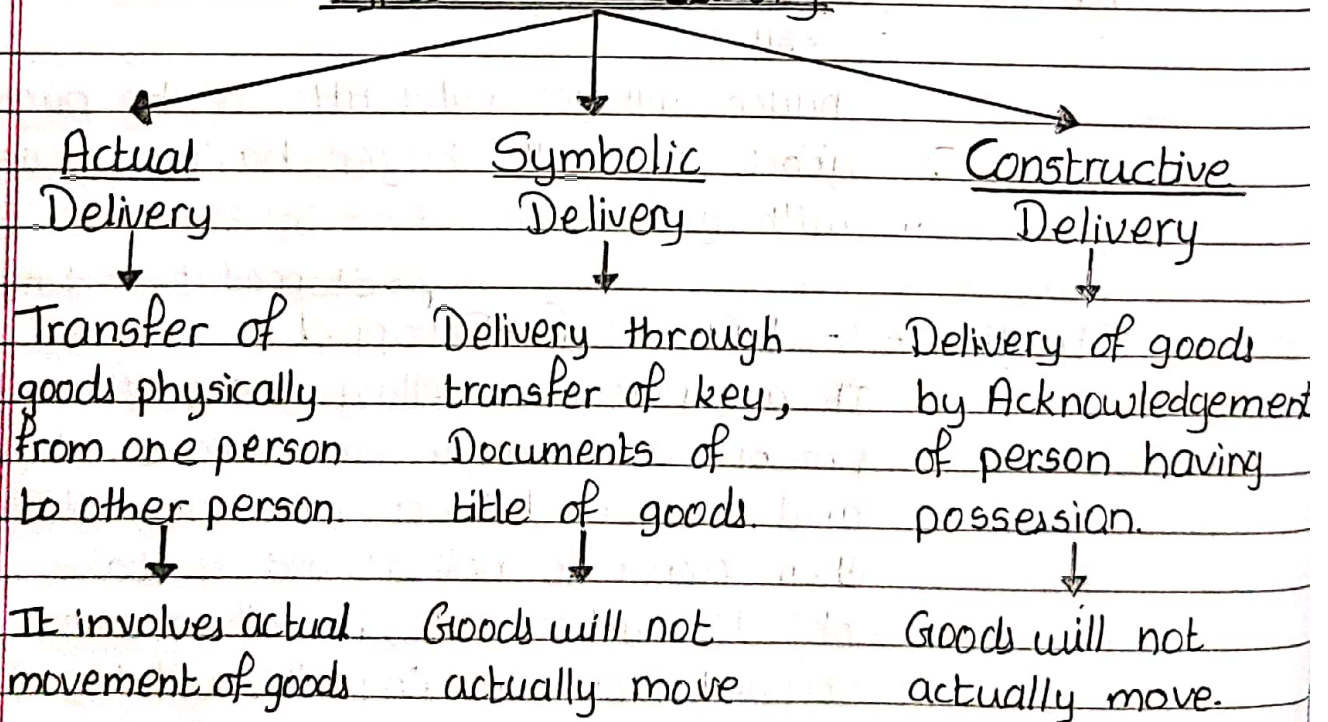 Actual
Delivery
Transfer of
goods physically
from one person
to other person.
It involves actual
movement of goods
Symbolic
Delivery
Delivery through
transfer of key,
Documents of
title of goods.
Goods will not
actually move
Constructive
Delivery
Delivery of goods
by Acknowledgement
of person having
possession.
Goods will not
actually move.